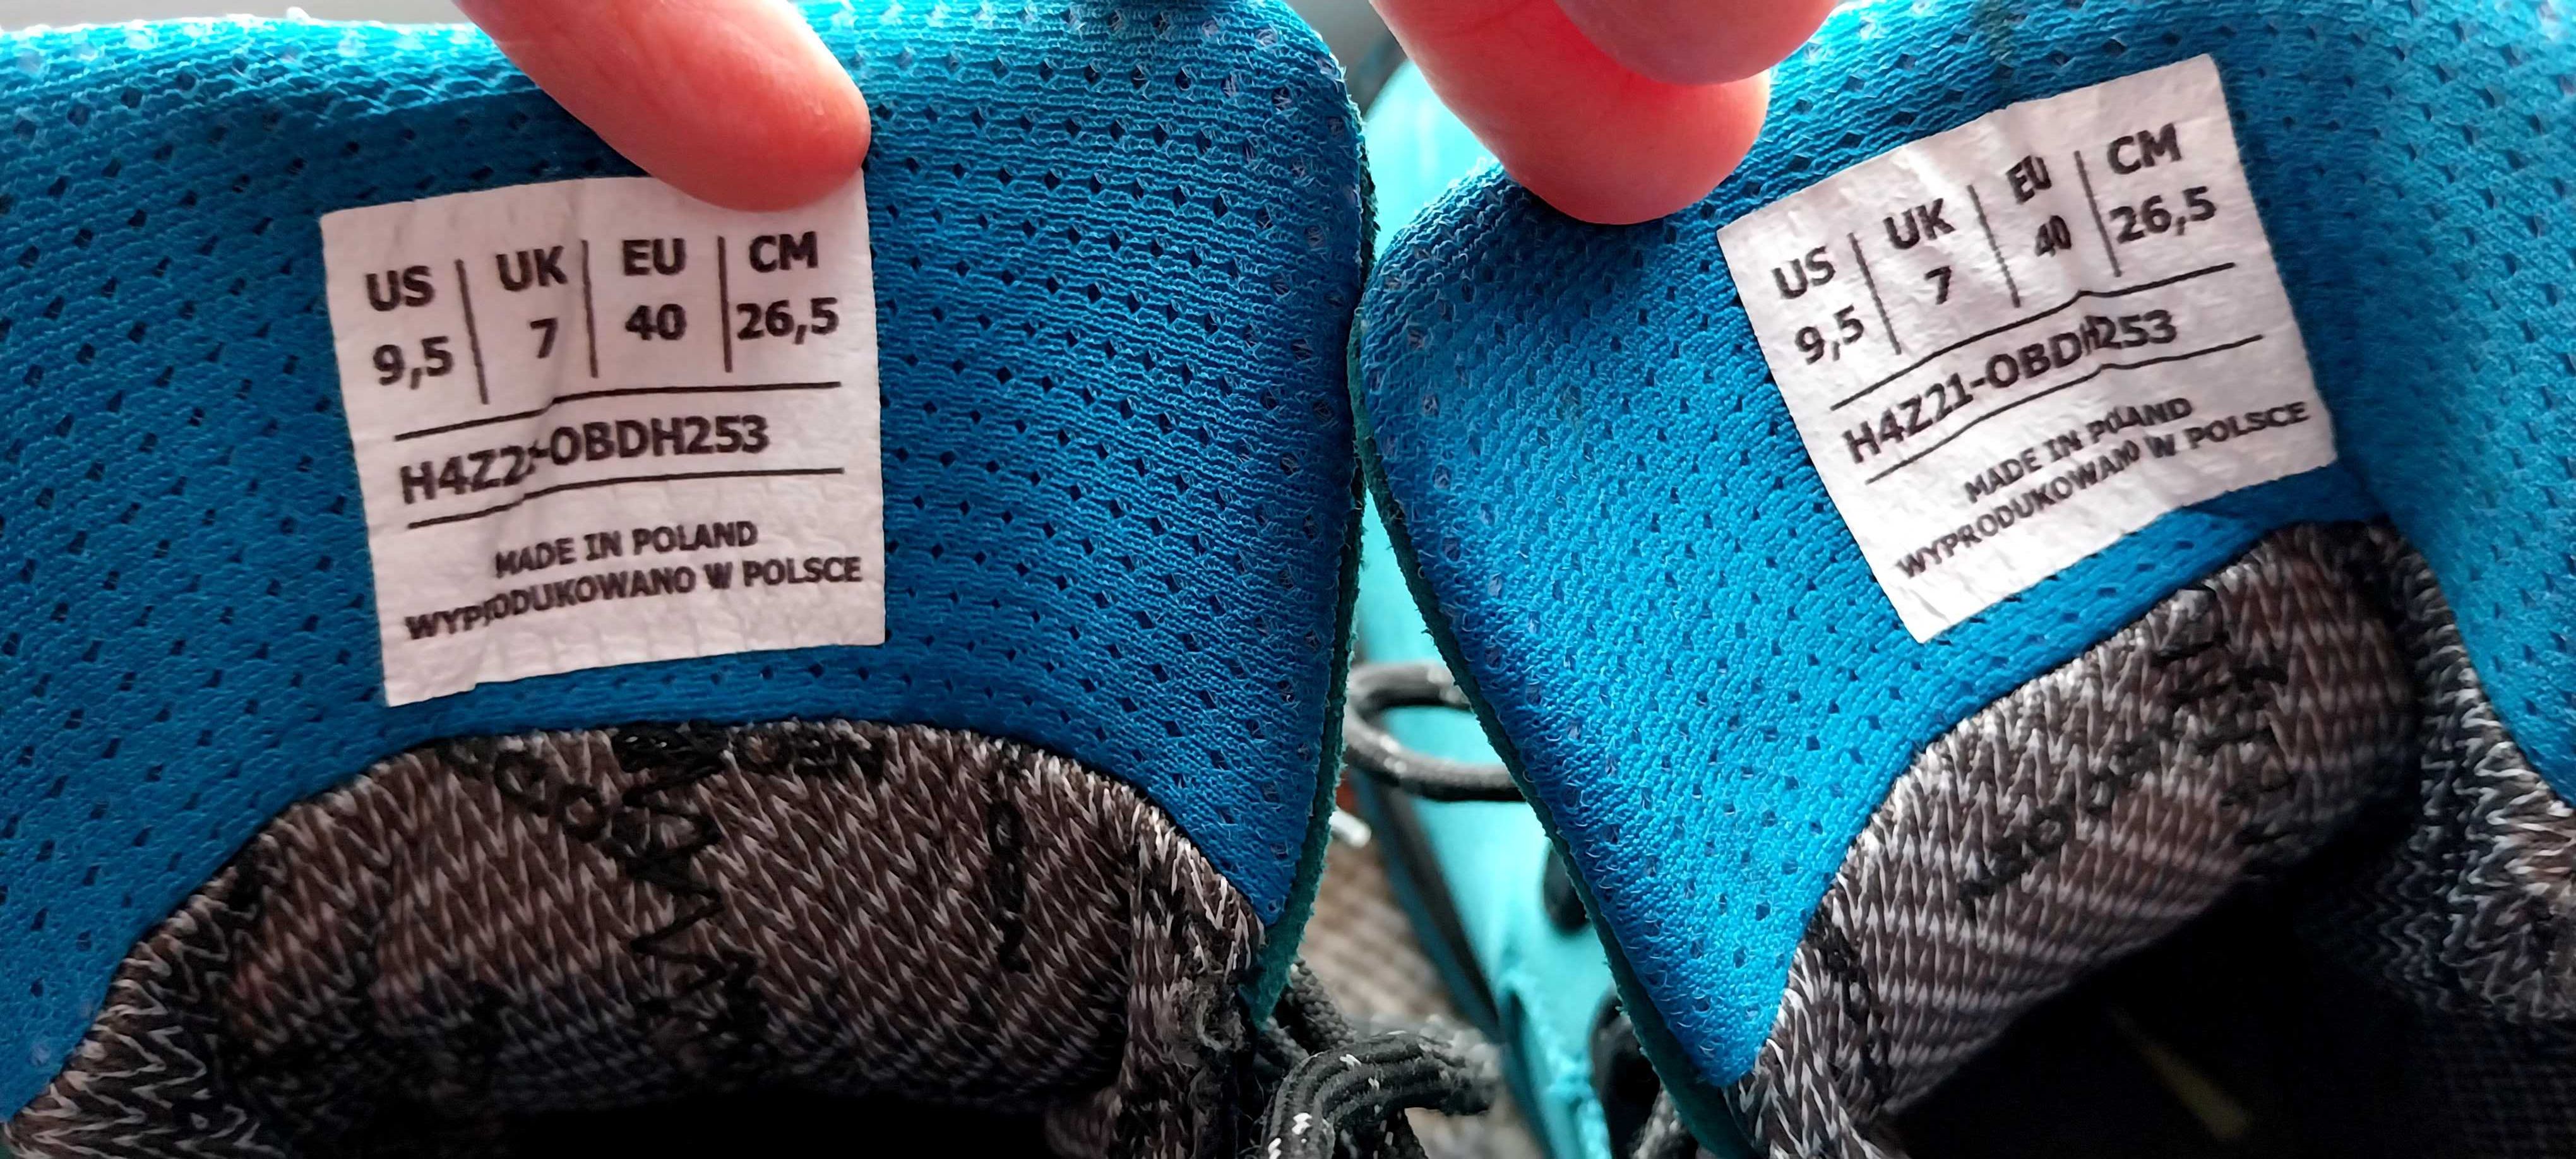 US | UK | EU | CM
9,5 | 7 | 40 | 26,5
H4Z21-OBDH253
MADE IN POLAND
WYPRODUKOWANO W POLSCE
US | UK | EU | CM
9,5 | 7 | 40 | 26,5
H4Z21-OBDH253
MADE IN POLAND
WYPRODUKOWANO W POLSCE